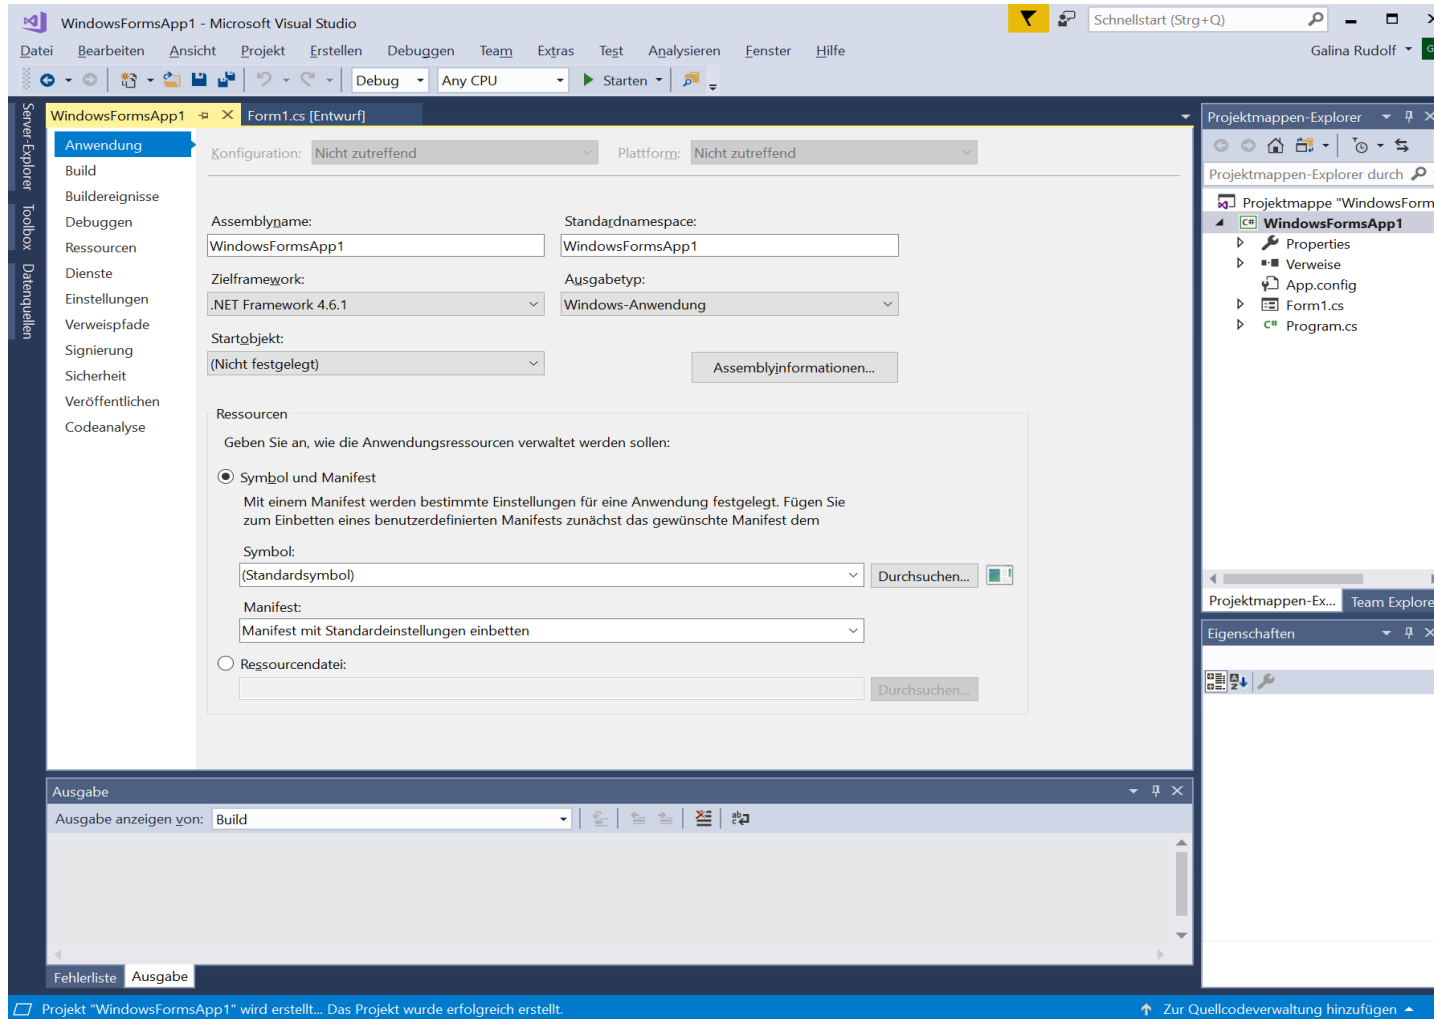 WindowsFormsApp1 - Microsoft Visual Studio
Schnellstart (Strg+Q)
Datei Bearbeiten Ansicht Projekt Erstellen Debuggen Team Extras Test Analysieren Fenster Hilfe
Galina Rudolf
Debug Any CPU Starten
Server-Explorer
Toolbox
Datenquellen
WindowsFormsApp1 Form1.cs [Entwurf]
Anwendung
Build
Buildereignisse
Debuggen
Ressourcen
Dienste
Einstellungen
Verweispfade
Signierung
Sicherheit
Veröffentlichen
Codeanalyse
Konfiguration: Nicht zutreffend Plattform: Nicht zutreffend
Assemblyname: Standardnamespace:
WindowsFormsApp1 WindowsFormsApp1
Zielframework: Ausgabetyp:
.NET Framework 4.6.1 Windows-Anwendung
Startobjekt:
(Nicht festgelegt) Assemblyinformationen...
Ressourcen
Geben Sie an, wie die Anwendungsressourcen verwaltet werden sollen:
Symbol und Manifest
Mit einem Manifest werden bestimmte Einstellungen für eine Anwendung festgelegt. Fügen Sie
zum Einbetten eines benutzerdefinierten Manifests zunächst das gewünschte Manifest dem
Symbol:
(Standardsymbol) Durchsuchen...
Manifest:
Manifest mit Standardeinstellungen einbetten
Ressourcendatei:
Durchsuchen...
Projektmappen-Explorer
Projektmappen-Explorer durch
Projektmappe "WindowsForm
WindowsFormsApp1
Properties
Verweise
App.config
Form1.cs
Program.cs
Projektmappen-Ex... Team Explore
Eigenschaften
Ausgabe
Ausgabe anzeigen von: Build
Fehlerliste Ausgabe
Projekt "WindowsFormsApp1" wird erstellt... Das Projekt wurde erfolgreich erstellt.
Zur Quellcodeverwaltung hinzufügen